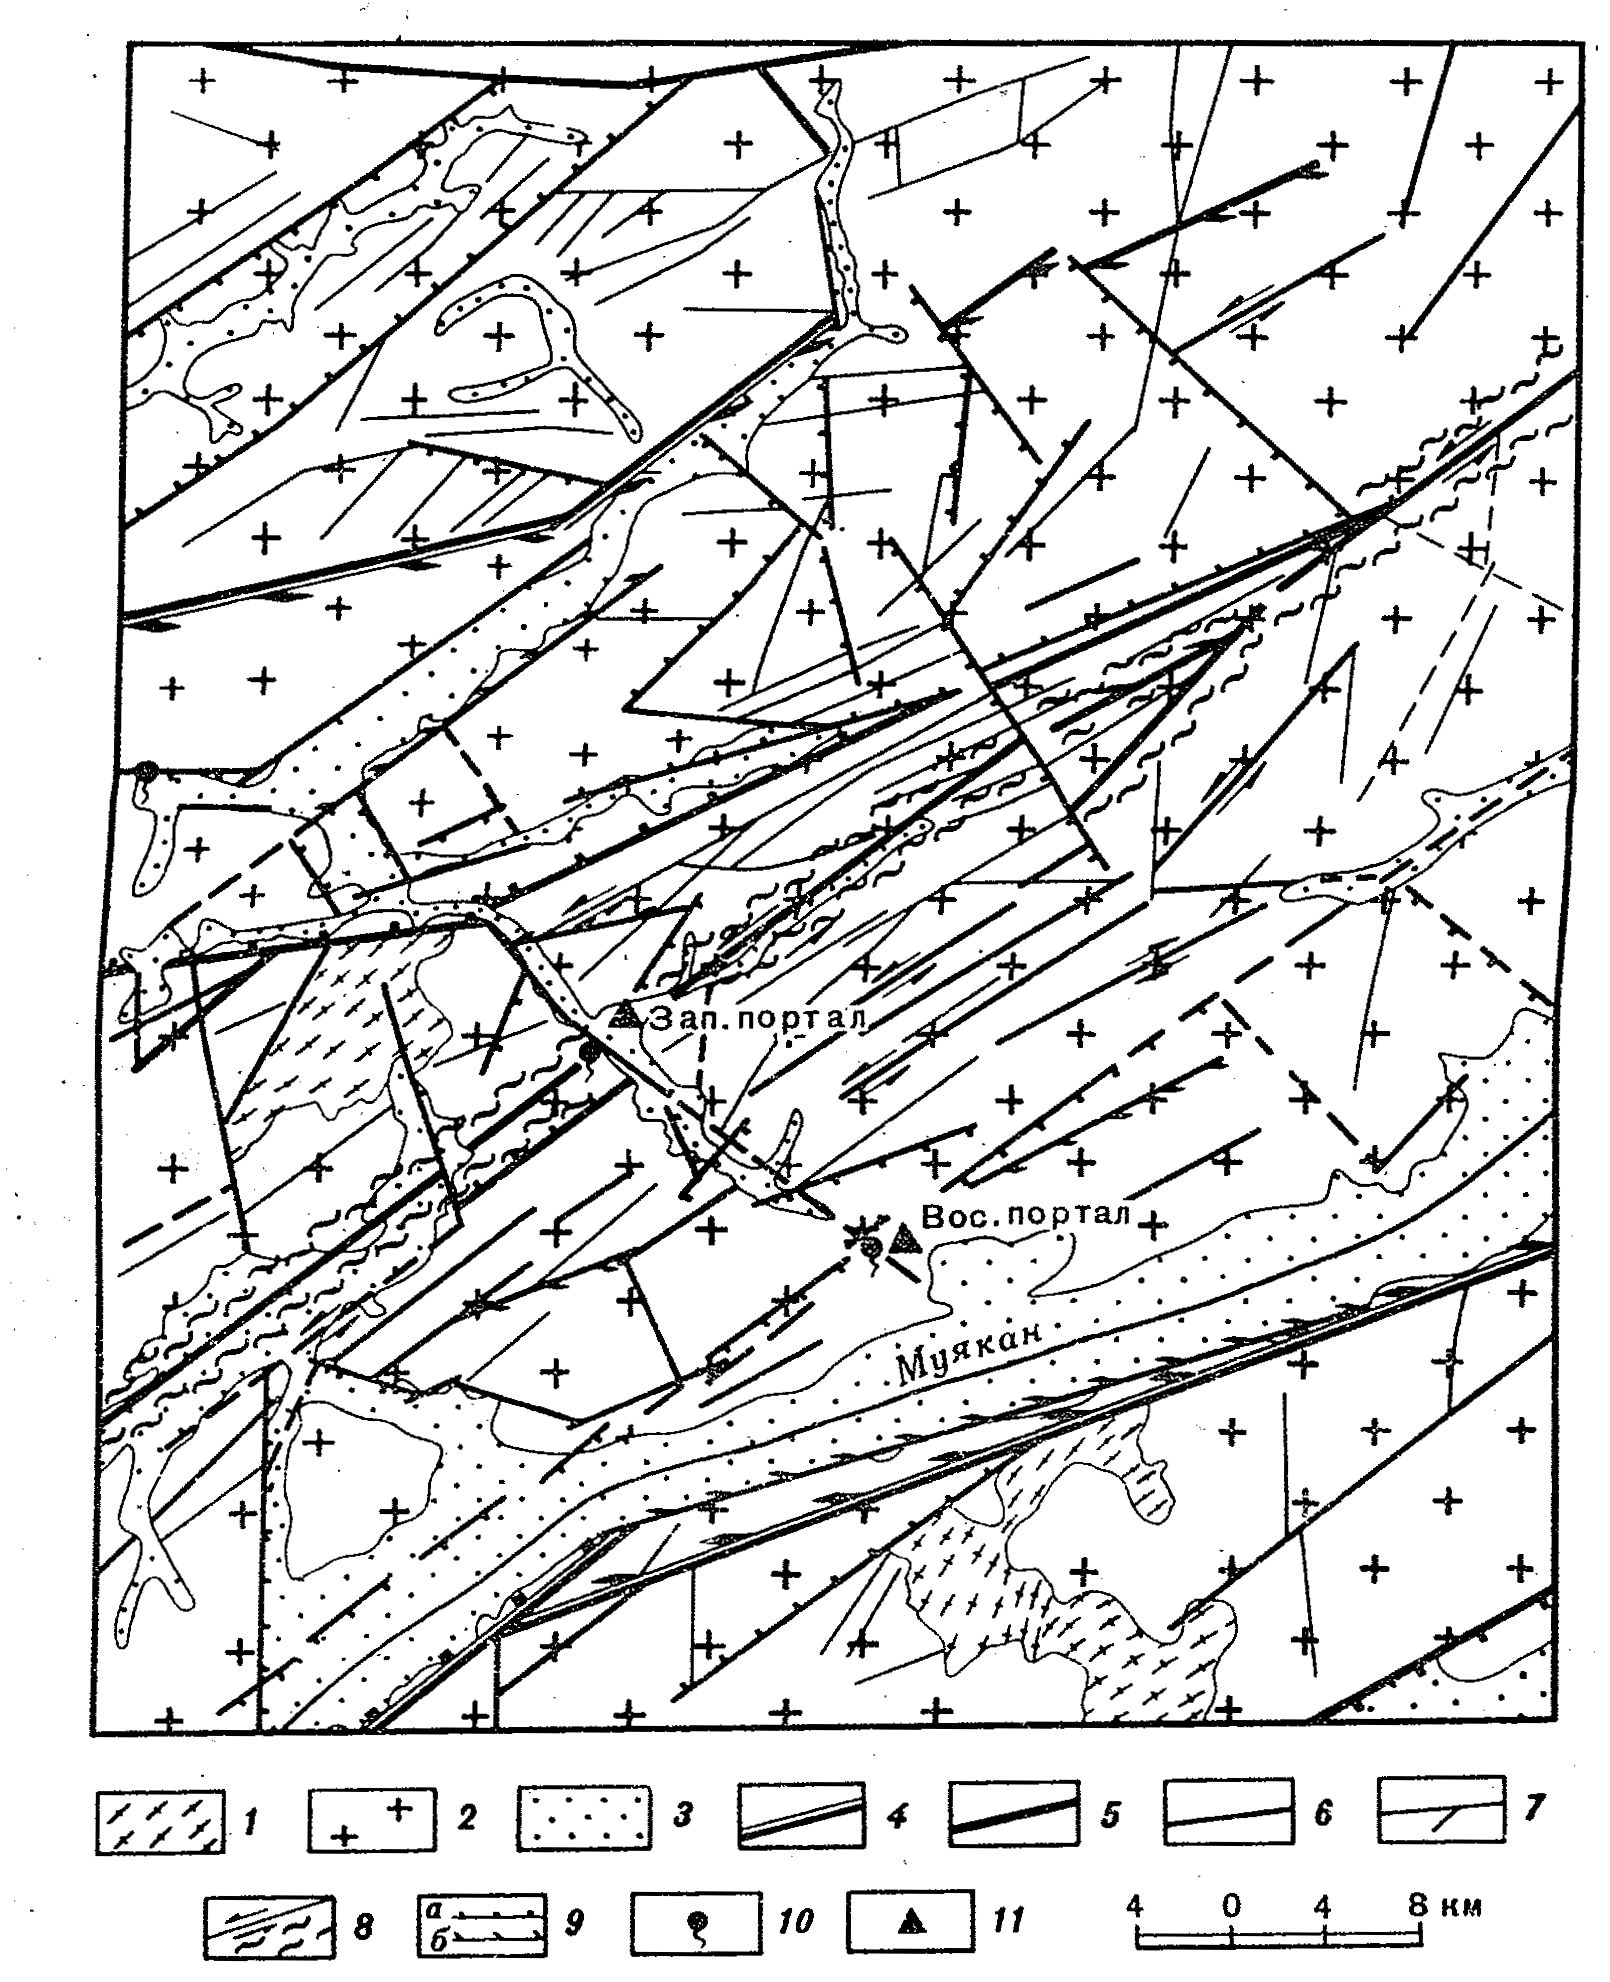 Зап. портал
Вос. портал
Муякан
1 2 3 4 5 6 7
а
б
8 9 10 11
4 0 4 8 км